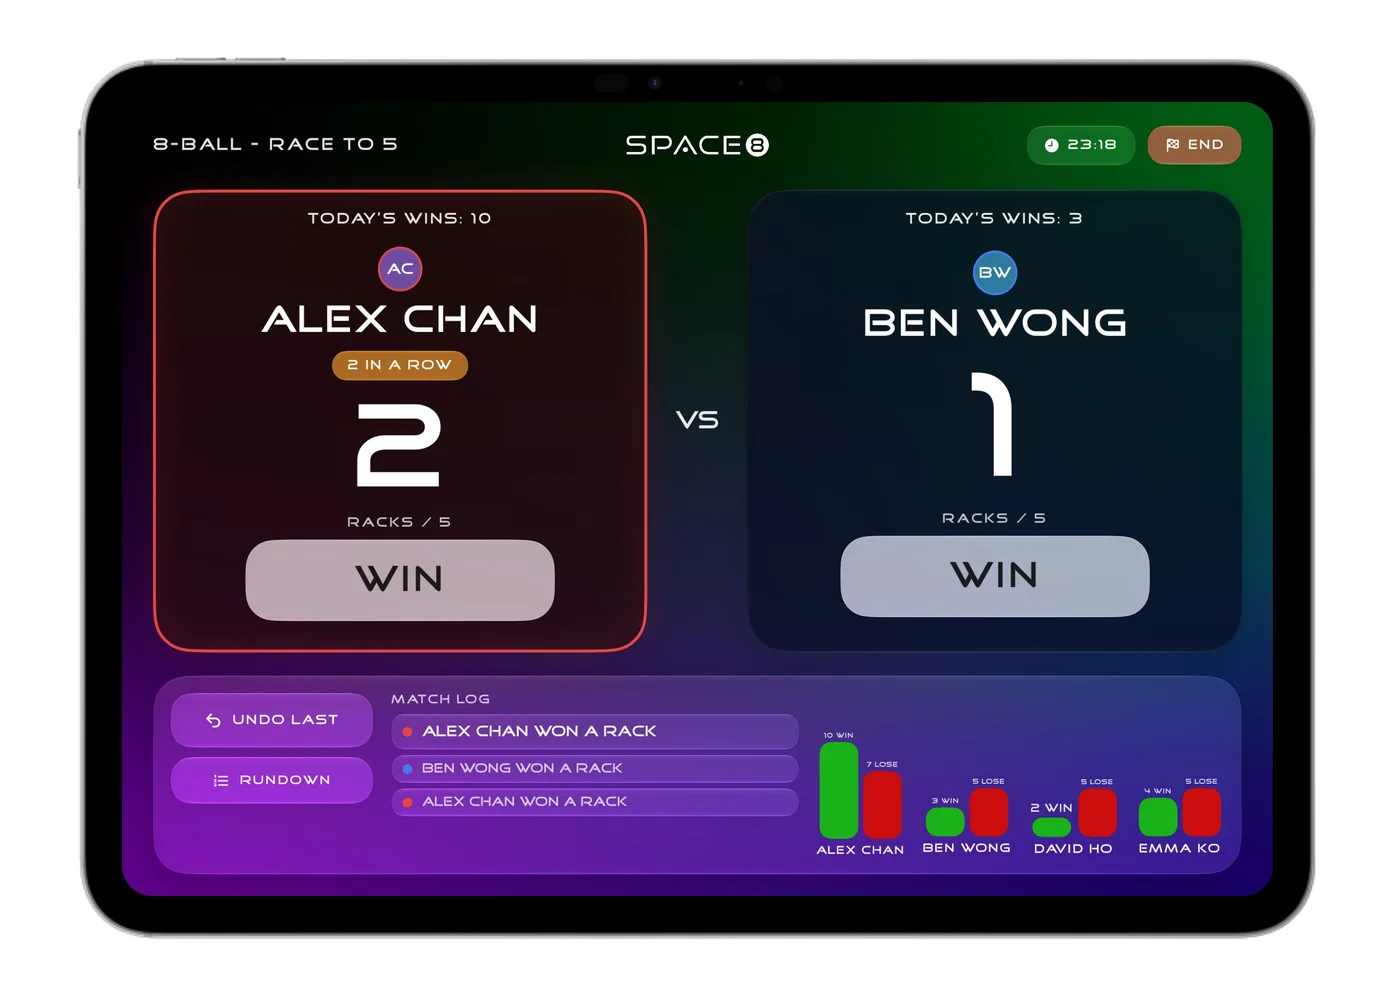 8-BALL - RACE TO 5
SPACE8
23:18
END
TODAY'S WINS: 10
AC
ALEX CHAN
2 IN A ROW
2
RACKS / 5
WIN
VS
TODAY'S WINS: 3
BW
BEN WONG
1
RACKS / 5
WIN
UNDO LAST
RUNDOWN
MATCH LOG
ALEX CHAN WON A RACK
BEN WONG WON A RACK
ALEX CHAN WON A RACK
10 WIN
7 LOSE
ALEX CHAN
3 WIN
5 LOSE
BEN WONG
2 WIN
5 LOSE
DAVID HO
4 WIN
5 LOSE
EMMA KO